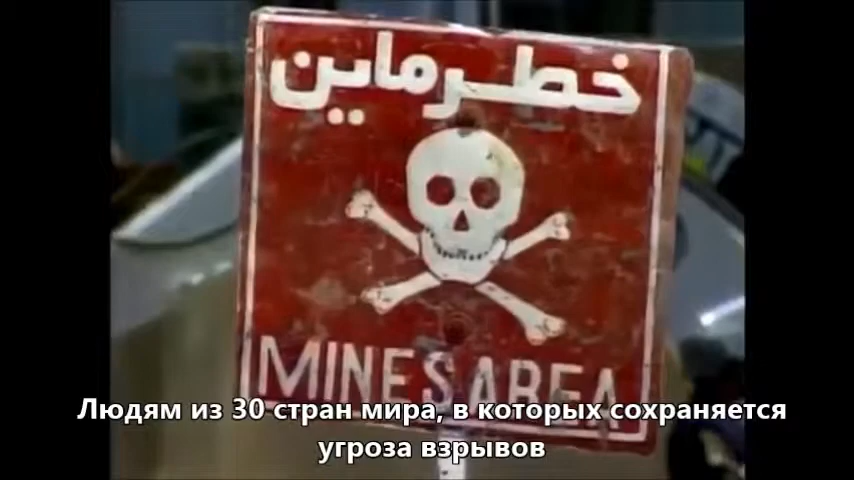 خطر ماین
MINES AREA
Людям из 30 стран мира, в которых сохраняется
угроза взрывов